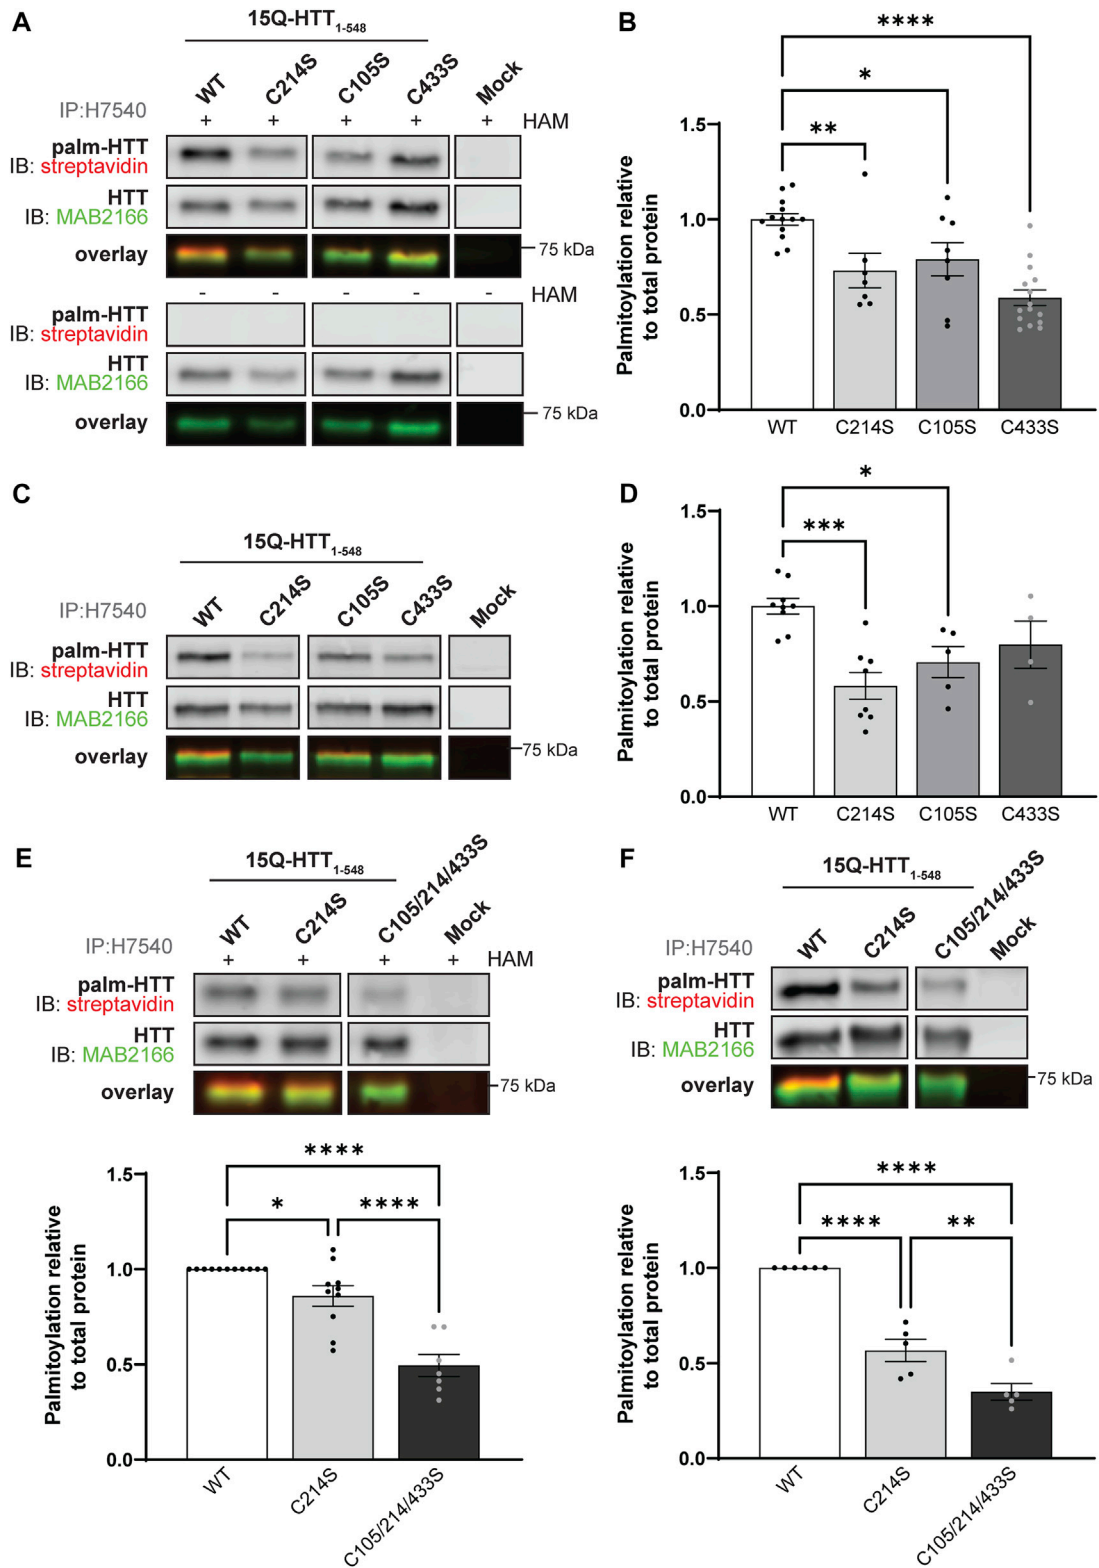 A
15Q-HTT1-548
WT C214S C105S C433S Mock
IP:H7540
+ + + + + HAM
palm-HTT
IB: streptavidin
HTT
IB: MAB2166
overlay
75 kDa
- - - - - HAM
palm-HTT
IB: streptavidin
HTT
IB: MAB2166
overlay
75 kDa
B
****
*
**
Palmitoylation relative
to total protein
1.5
1.0
0.5
0.0
WT C214S C105S C433S
C
15Q-HTT1-548
WT C214S C105S C433S Mock
IP:H7540
palm-HTT
IB: streptavidin
HTT
IB: MAB2166
overlay
75 kDa
D
*
***
Palmitoylation relative
to total protein
1.5
1.0
0.5
0.0
WT C214S C105S C433S
E
15Q-HTT1-548
WT C214S C105/214/433S Mock
IP:H7540
+ + + + HAM
palm-HTT
IB: streptavidin
HTT
IB: MAB2166
overlay
75 kDa
****
* ****
Palmitoylation relative
to total protein
1.5
1.0
0.5
0.0
WT C214S C105/214/433S
F
15Q-HTT1-548
WT C214S C105/214/433S Mock
IP:H7540
palm-HTT
IB: streptavidin
HTT
IB: MAB2166
overlay
75 kDa
****
**** **
Palmitoylation relative
to total protein
1.5
1.0
0.5
0.0
WT C214S C105/214/433S